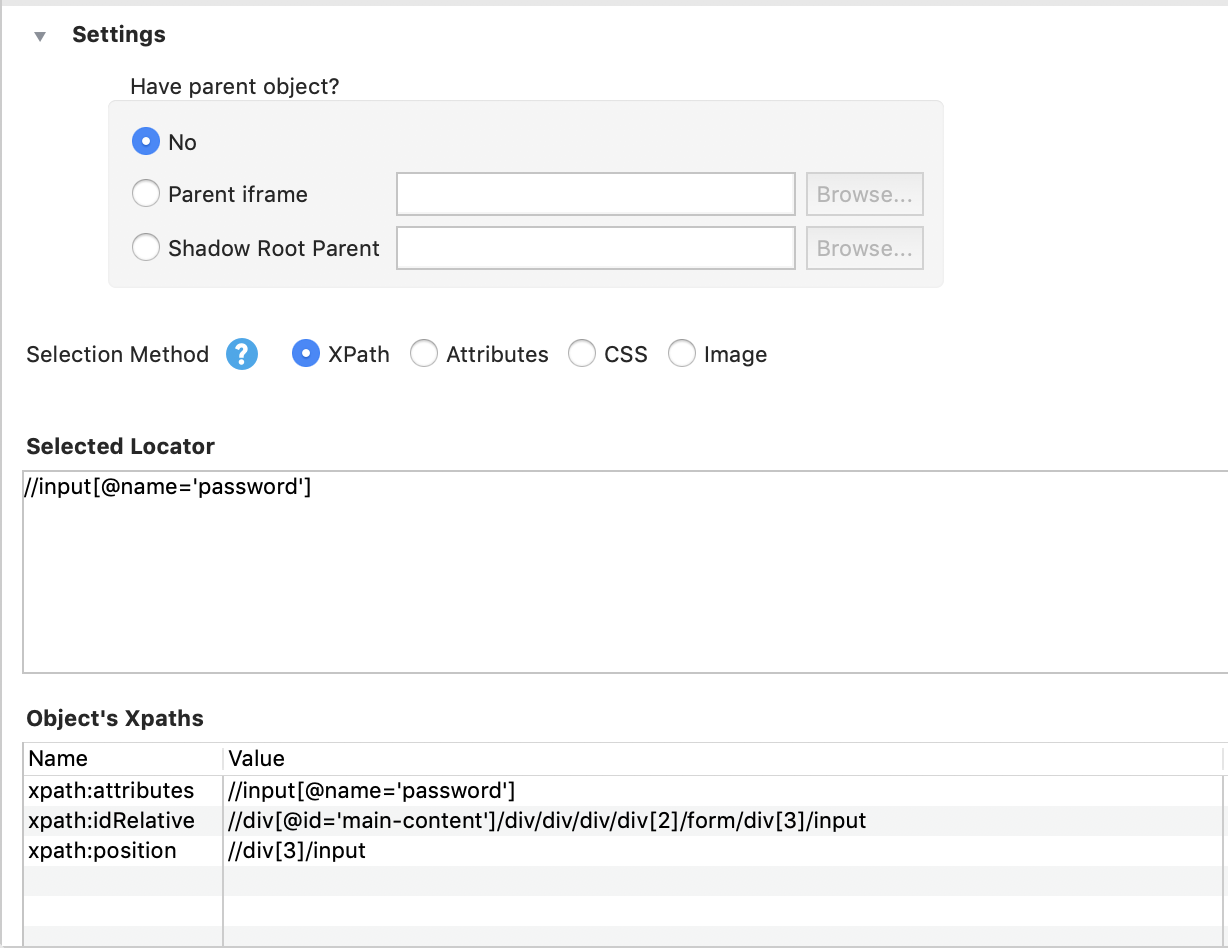 Settings
Have parent object?
No
Parent iframe Browse...
Shadow Root Parent Browse...
Selection Method ? XPath Attributes CSS Image
Selected Locator
//input[@name='password']
Object's Xpaths
Name Value
xpath:attributes //input[@name='password']
xpath:idRelative //div[@id='main-content']/div/div/div/div[2]/form/div[3]/input
xpath:position //div[3]/input